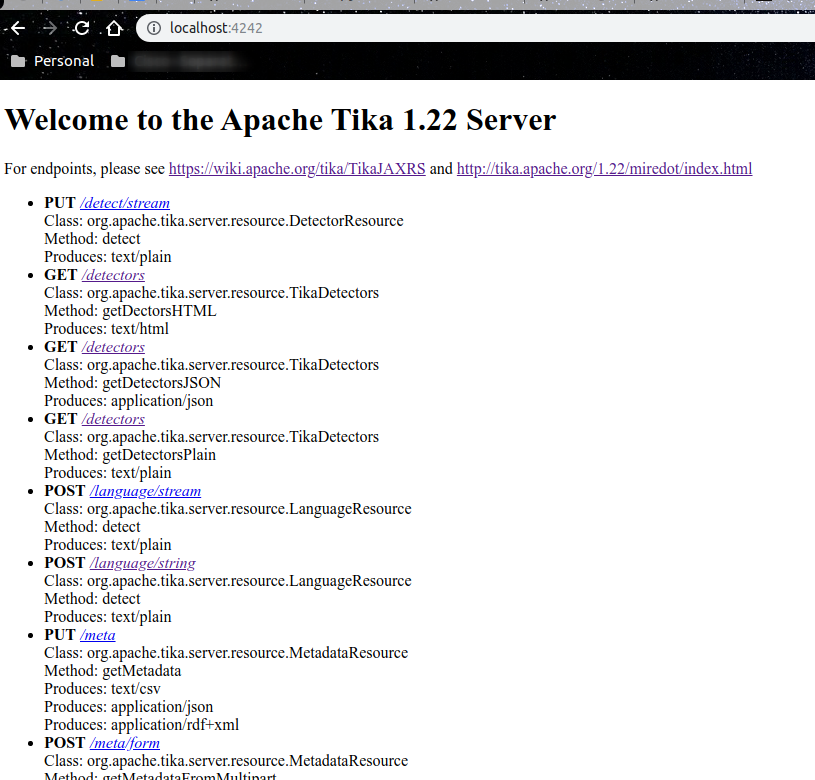 localhost:4242
Personal
Welcome to the Apache Tika 1.22 Server
For endpoints, please see https://wiki.apache.org/tika/TikaJAXRS and http://tika.apache.org/1.22/miredot/index.html
PUT /detect/stream
Class: org.apache.tika.server.resource.DetectorResource
Method: detect
Produces: text/plain
GET /detectors
Class: org.apache.tika.server.resource.TikaDetectors
Method: getDectorsHTML
Produces: text/html
GET /detectors
Class: org.apache.tika.server.resource.TikaDetectors
Method: getDetectorsJSON
Produces: application/json
GET /detectors
Class: org.apache.tika.server.resource.TikaDetectors
Method: getDetectorsPlain
Produces: text/plain
POST /language/stream
Class: org.apache.tika.server.resource.LanguageResource
Method: detect
Produces: text/plain
POST /language/string
Class: org.apache.tika.server.resource.LanguageResource
Method: detect
Produces: text/plain
PUT /meta
Class: org.apache.tika.server.resource.MetadataResource
Method: getMetadata
Produces: text/csv
Produces: application/json
Produces: application/rdf+xml
POST /meta/form
Class: org.apache.tika.server.resource.MetadataResource
Method: getMetadataFromMultipart